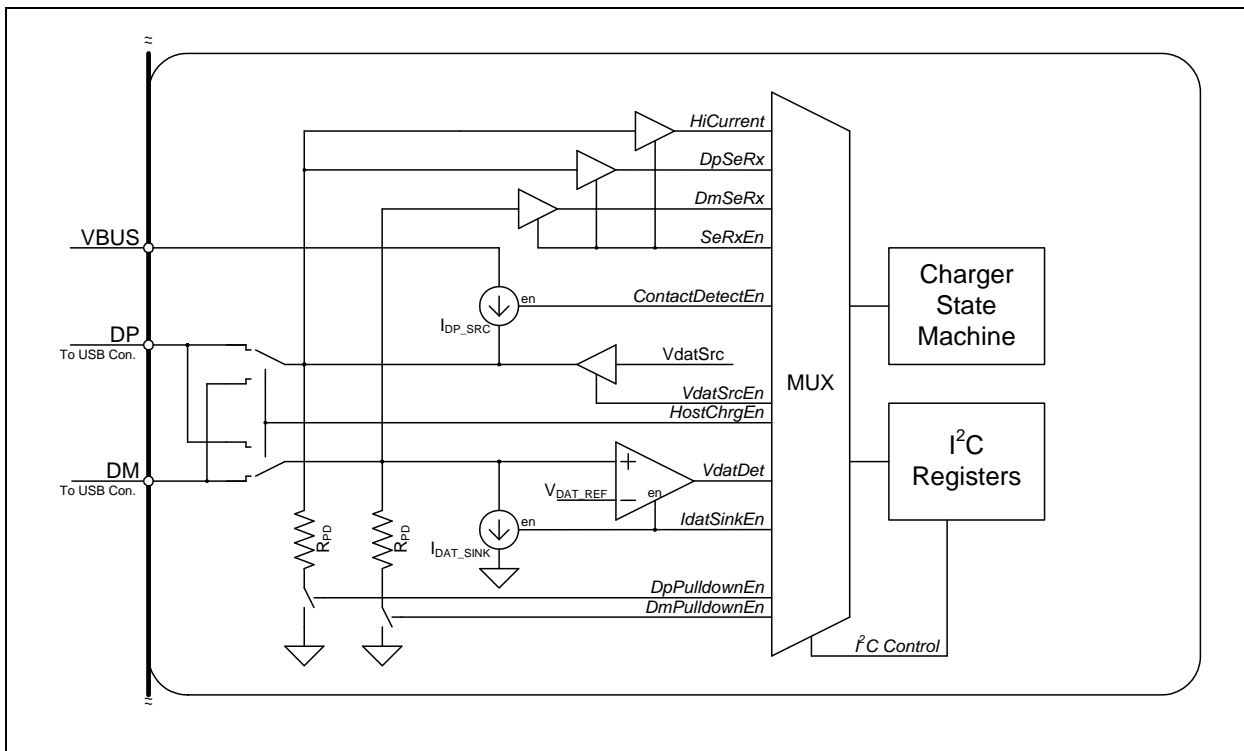 HiCurrent
DpSeRx
DmSeRx
VBUS
SeRxEn
en
ContactDetectEn
I_DP_SRC
Charger
State
Machine
DP
To USB Con.
VdatSrc
MUX
VdatSrcEn
HostChrgEn
I²C
Registers
DM
To USB Con.
+
VdatDet
V_DAT_REF
−
en
R_PD
R_PD
en
IdatSinkEn
I_DAT_SINK
DpPulldownEn
DmPulldownEn
I²C Control